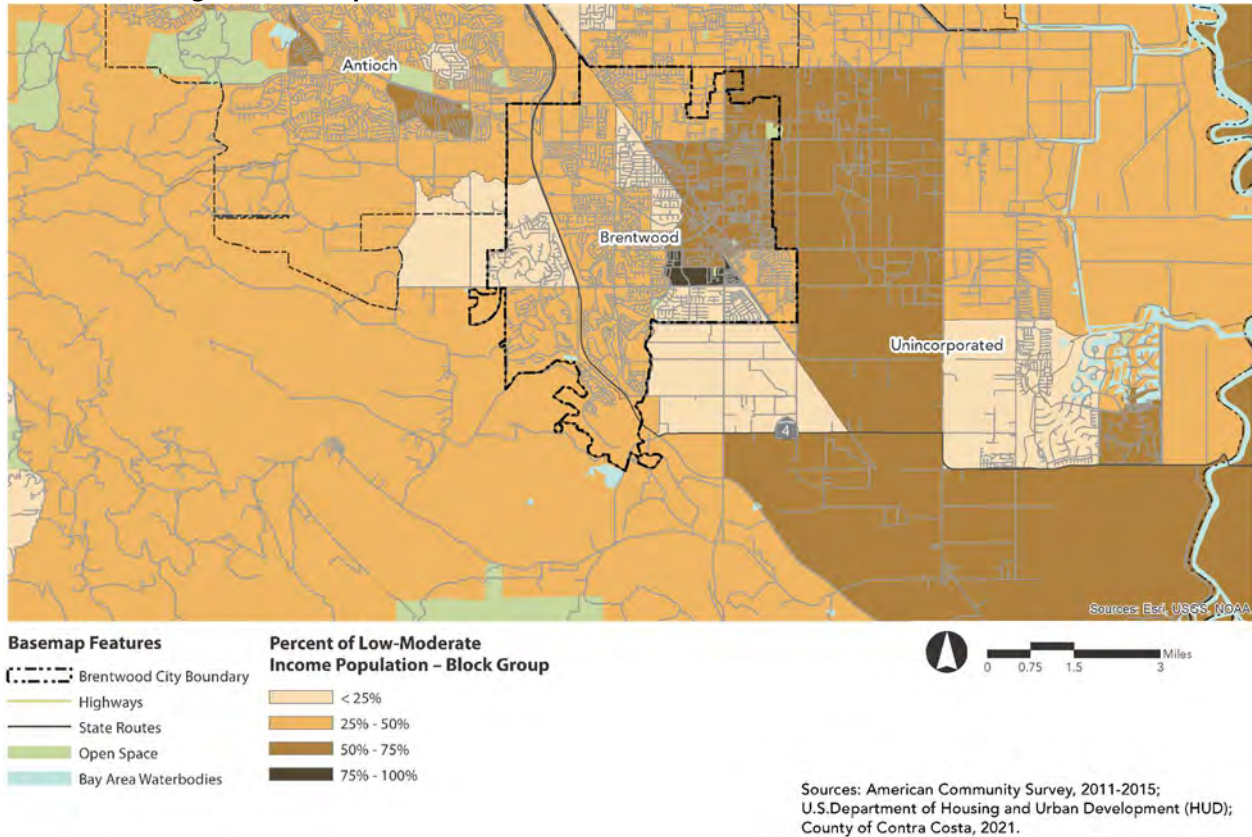 Antioch
Brentwood
Unincorporated
4
Sources: Esri, USGS, NOAA
Basemap Features
Brentwood City Boundary
Highways
State Routes
Open Space
Bay Area Waterbodies
Percent of Low-Moderate
Income Population – Block Group
< 25%
25% - 50%
50% - 75%
75% - 100%
Miles
0 0.75 1.5 3
Sources: American Community Survey, 2011-2015;
U.S.Department of Housing and Urban Development (HUD);
County of Contra Costa, 2021.